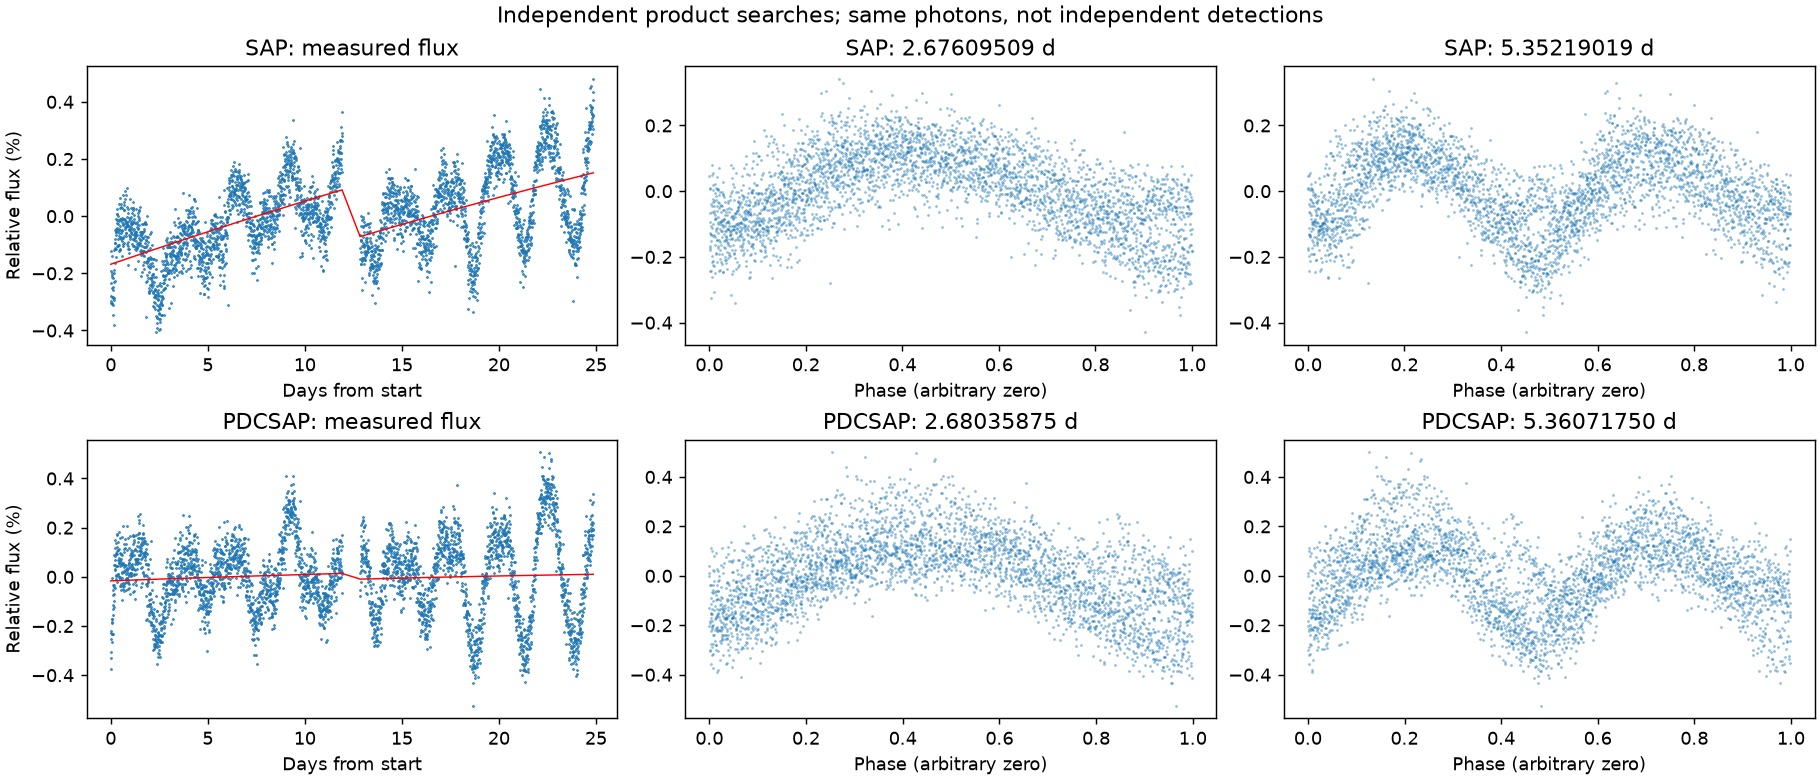 Independent product searches; same photons, not independent detections
SAP: measured flux
SAP: 2.67609509 d
SAP: 5.35219019 d
Relative flux (%)
0.4
0.2
0.0
−0.2
−0.4
0.2
0.0
−0.2
−0.4
0.2
0.0
−0.2
−0.4
0 5 10 15 20 25
0.0 0.2 0.4 0.6 0.8 1.0
0.0 0.2 0.4 0.6 0.8 1.0
Days from start
Phase (arbitrary zero)
Phase (arbitrary zero)
PDCSAP: measured flux
PDCSAP: 2.68035875 d
PDCSAP: 5.36071750 d
Relative flux (%)
0.4
0.2
0.0
−0.2
−0.4
0.4
0.2
0.0
−0.2
−0.4
0.4
0.2
0.0
−0.2
−0.4
0 5 10 15 20 25
0.0 0.2 0.4 0.6 0.8 1.0
0.0 0.2 0.4 0.6 0.8 1.0
Days from start
Phase (arbitrary zero)
Phase (arbitrary zero)